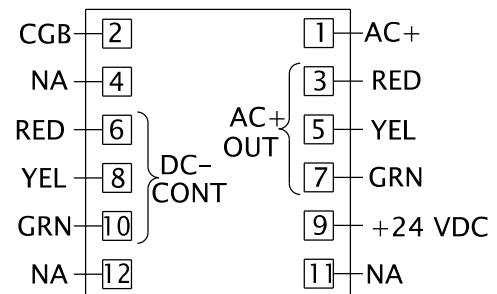 CGB 2 1 AC+
NA 4 3 RED
RED 6 AC+ OUT 5 YEL
YEL 8 DC- CONT 7 GRN
GRN 10 9 +24 VDC
NA 12 11 NA